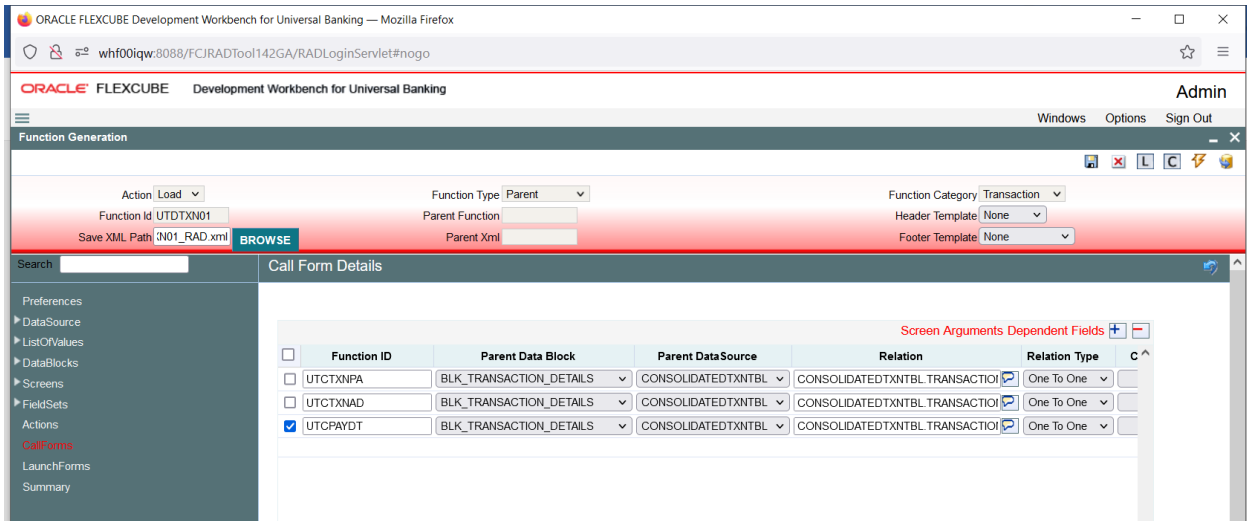 ORACLE FLEXCUBE Development Workbench for Universal Banking — Mozilla Firefox
whf00iqw:8088/FCJRADTool142GA/RADLoginServlet#nogo
ORACLE FLEXCUBE Development Workbench for Universal Banking Admin
Windows Options Sign Out
Function Generation
L C
Action Load Function Type Parent Function Category Transaction
Function Id UTDTXN01 Parent Function Header Template None
Save XML Path N01_RAD.xml BROWSE Parent Xml Footer Template None
Search Call Form Details
Preferences
DataSource
ListOfValues
DataBlocks
Screens
FieldSets
Actions
CallForms
LaunchForms
Summary
Screen Arguments Dependent Fields
Function ID Parent Data Block Parent DataSource Relation Relation Type C
UTCTXNPA BLK_TRANSACTION_DETAILS CONSOLIDATEDTXNTBL CONSOLIDATEDTXNTBL.TRANSACTIO One To One
UTCTXNAD BLK_TRANSACTION_DETAILS CONSOLIDATEDTXNTBL CONSOLIDATEDTXNTBL.TRANSACTIO One To One
UTCPAYDT BLK_TRANSACTION_DETAILS CONSOLIDATEDTXNTBL CONSOLIDATEDTXNTBL.TRANSACTIO One To One